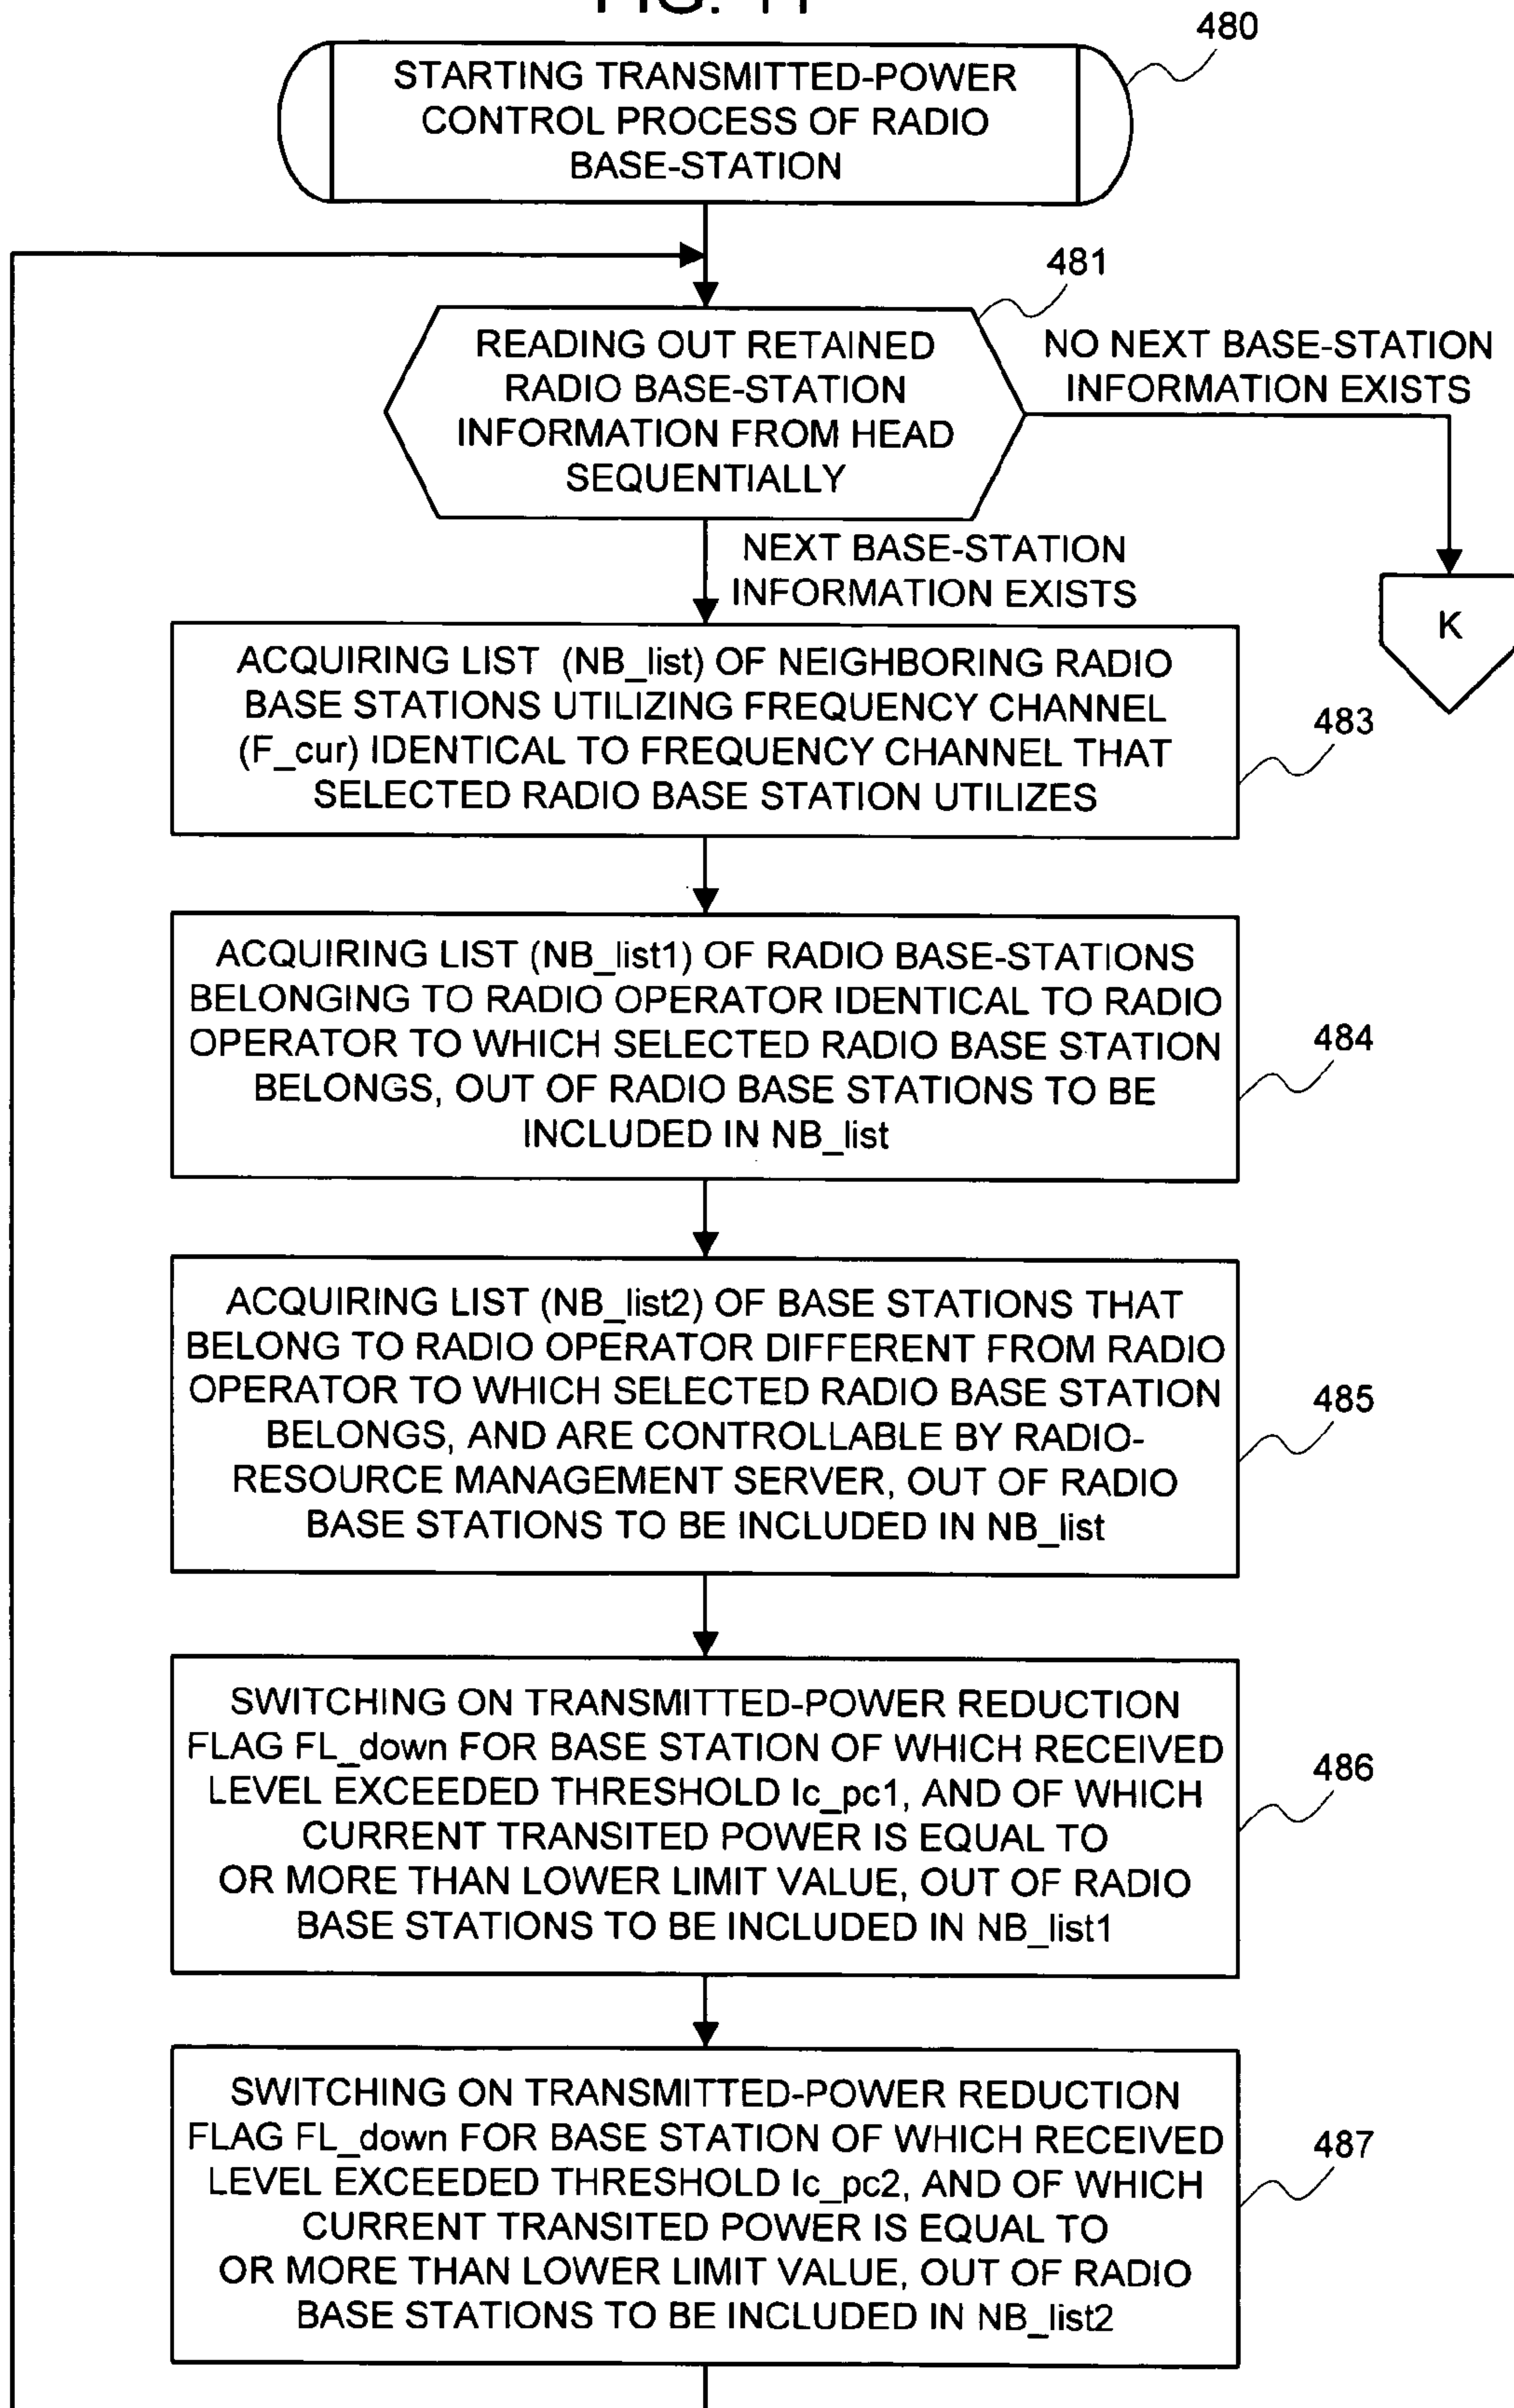 FIG. 11
480
STARTING TRANSMITTED-POWER
CONTROL PROCESS OF RADIO
BASE-STATION
481
READING OUT RETAINED
RADIO BASE-STATION
INFORMATION FROM HEAD
SEQUENTIALLY
NO NEXT BASE-STATION
INFORMATION EXISTS
NEXT BASE-STATION
INFORMATION EXISTS
K
ACQUIRING LIST (NB_list) OF NEIGHBORING RADIO
BASE STATIONS UTILIZING FREQUENCY CHANNEL
(F_cur) IDENTICAL TO FREQUENCY CHANNEL THAT
SELECTED RADIO BASE STATION UTILIZES
483
ACQUIRING LIST (NB_list1) OF RADIO BASE-STATIONS
BELONGING TO RADIO OPERATOR IDENTICAL TO RADIO
OPERATOR TO WHICH SELECTED RADIO BASE STATION
BELONGS, OUT OF RADIO BASE STATIONS TO BE
INCLUDED IN NB_list
484
ACQUIRING LIST (NB_list2) OF BASE STATIONS THAT
BELONG TO RADIO OPERATOR DIFFERENT FROM RADIO
OPERATOR TO WHICH SELECTED RADIO BASE STATION
BELONGS, AND ARE CONTROLLABLE BY RADIO-
RESOURCE MANAGEMENT SERVER, OUT OF RADIO
BASE STATIONS TO BE INCLUDED IN NB_list
485
SWITCHING ON TRANSMITTED-POWER REDUCTION
FLAG FL_down FOR BASE STATION OF WHICH RECEIVED
LEVEL EXCEEDED THRESHOLD Ic_pc1, AND OF WHICH
CURRENT TRANSITED POWER IS EQUAL TO
OR MORE THAN LOWER LIMIT VALUE, OUT OF RADIO
BASE STATIONS TO BE INCLUDED IN NB_list1
486
SWITCHING ON TRANSMITTED-POWER REDUCTION
FLAG FL_down FOR BASE STATION OF WHICH RECEIVED
LEVEL EXCEEDED THRESHOLD Ic_pc2, AND OF WHICH
CURRENT TRANSITED POWER IS EQUAL TO
OR MORE THAN LOWER LIMIT VALUE, OUT OF RADIO
BASE STATIONS TO BE INCLUDED IN NB_list2
487